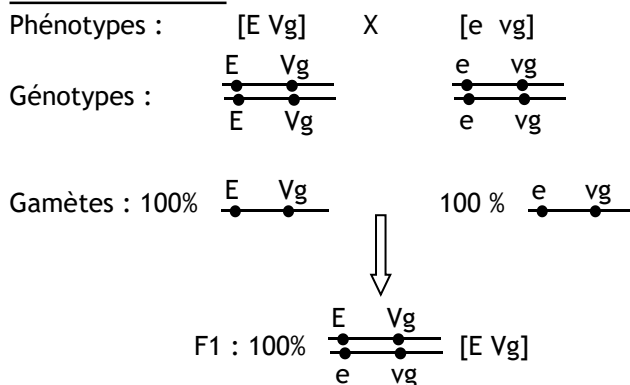 Phénotypes : [E Vg] X [e vg]
E Vg e vg
Génotypes :
E Vg e vg
E Vg e vg
Gamètes : 100% 100 %
E Vg
F1 : 100% [E Vg]
e vg